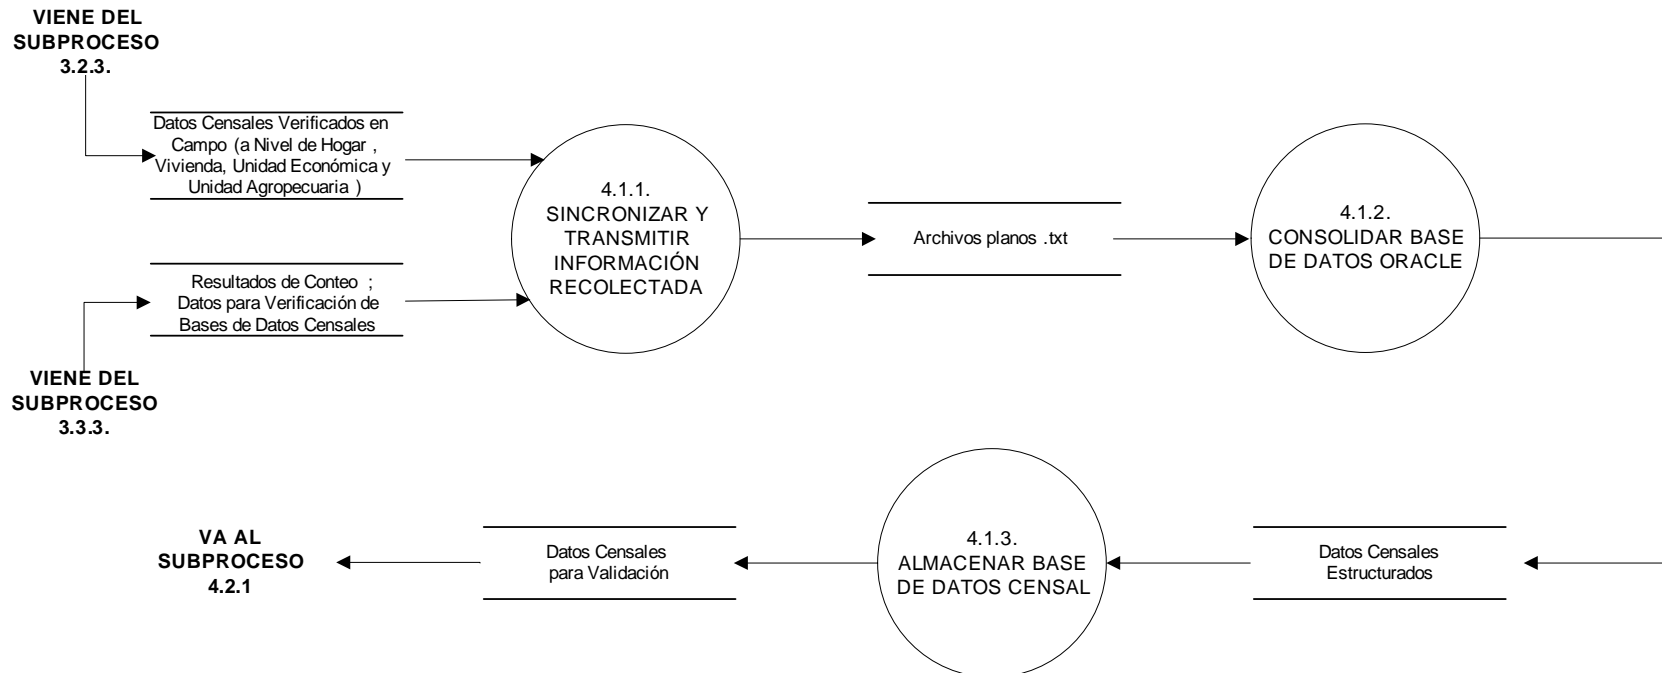 VIENE DEL
SUBPROCESO
3.2.3.
Datos Censales Verificados en
Campo (a Nivel de Hogar ,
Vivienda, Unidad Económica y
Unidad Agropecuaria )
4.1.1.
SINCRONIZAR Y
TRANSMITIR
INFORMACIÓN
RECOLECTADA
Archivos planos .txt
4.1.2.
CONSOLIDAR BASE
DE DATOS ORACLE
Resultados de Conteo ;
Datos para Verificación de
Bases de Datos Censales
VIENE DEL
SUBPROCESO
3.3.3.
VA AL
SUBPROCESO
4.2.1
Datos Censales
para Validación
4.1.3.
ALMACENAR BASE
DE DATOS CENSAL
Datos Censales
Estructurados